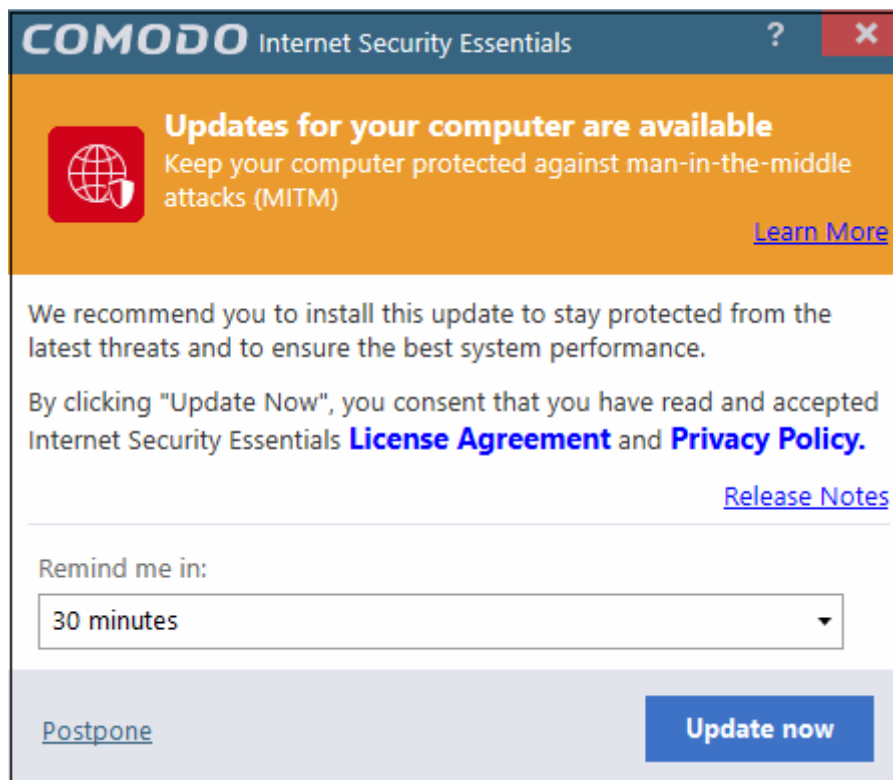 COMODO Internet Security Essentials ?
Updates for your computer are available
Keep your computer protected against man-in-the-middle
attacks (MITM)
Learn More
We recommend you to install this update to stay protected from the
latest threats and to ensure the best system performance.
By clicking "Update Now", you consent that you have read and accepted
Internet Security Essentials License Agreement and Privacy Policy.
Release Notes
Remind me in:
30 minutes
Postpone
Update now